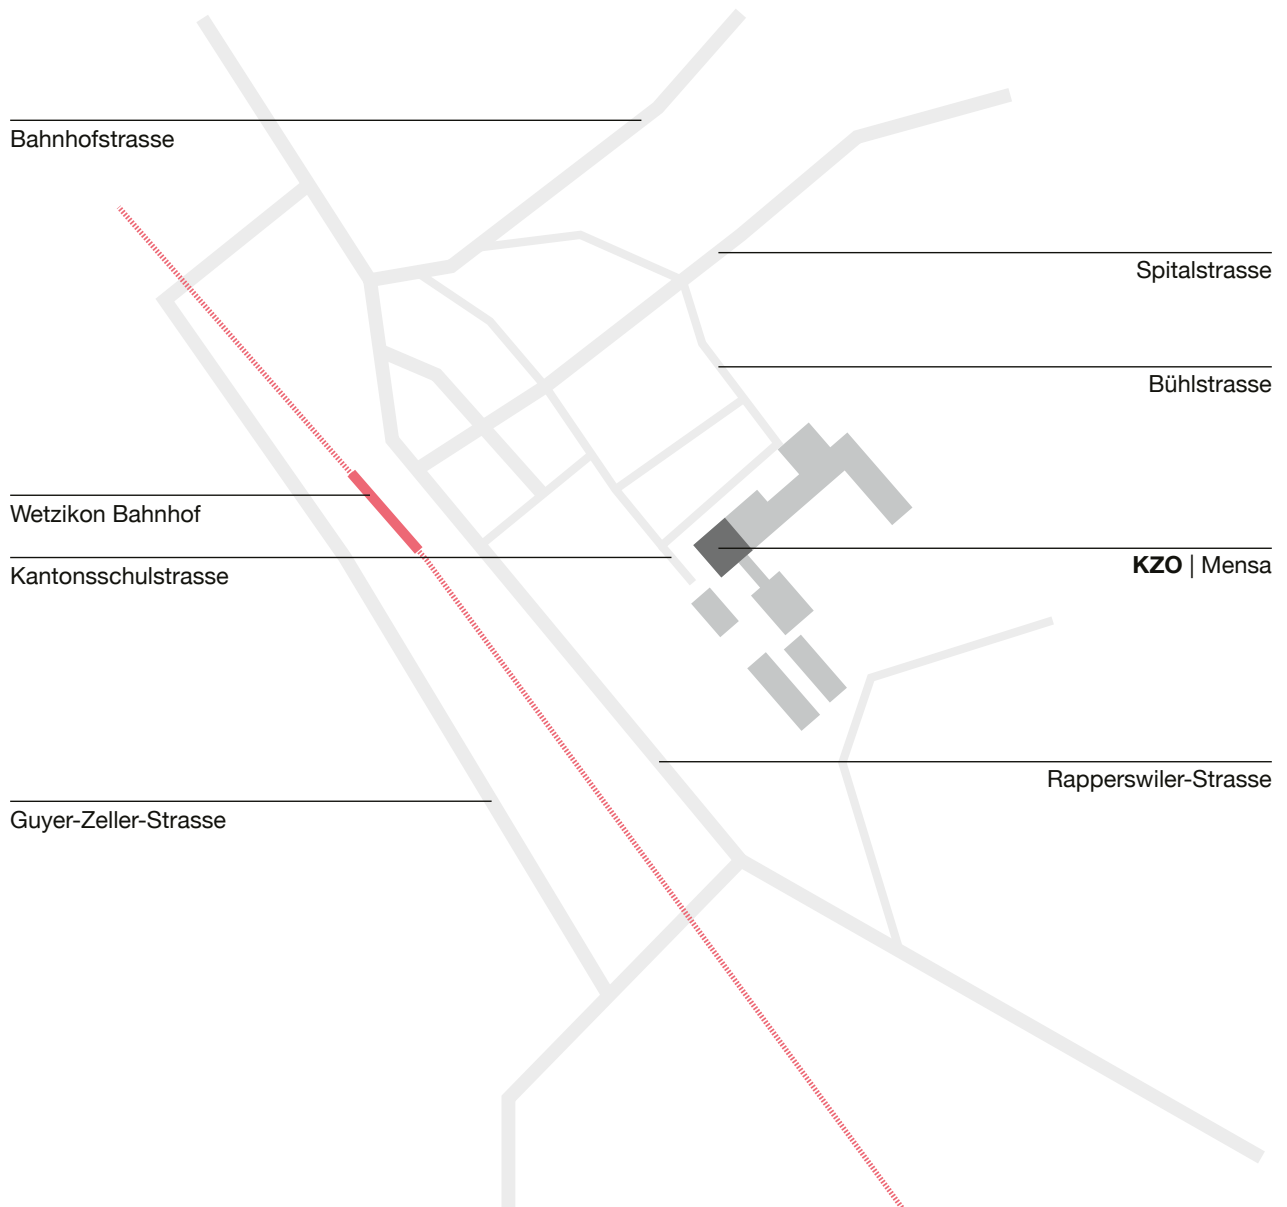 Bahnhofstrasse
Spitalstrasse
Bühlstrasse
Wetzikon Bahnhof
KZO | Mensa
Kantonsschulstrasse
Rapperswiler-Strasse
Guyer-Zeller-Strasse